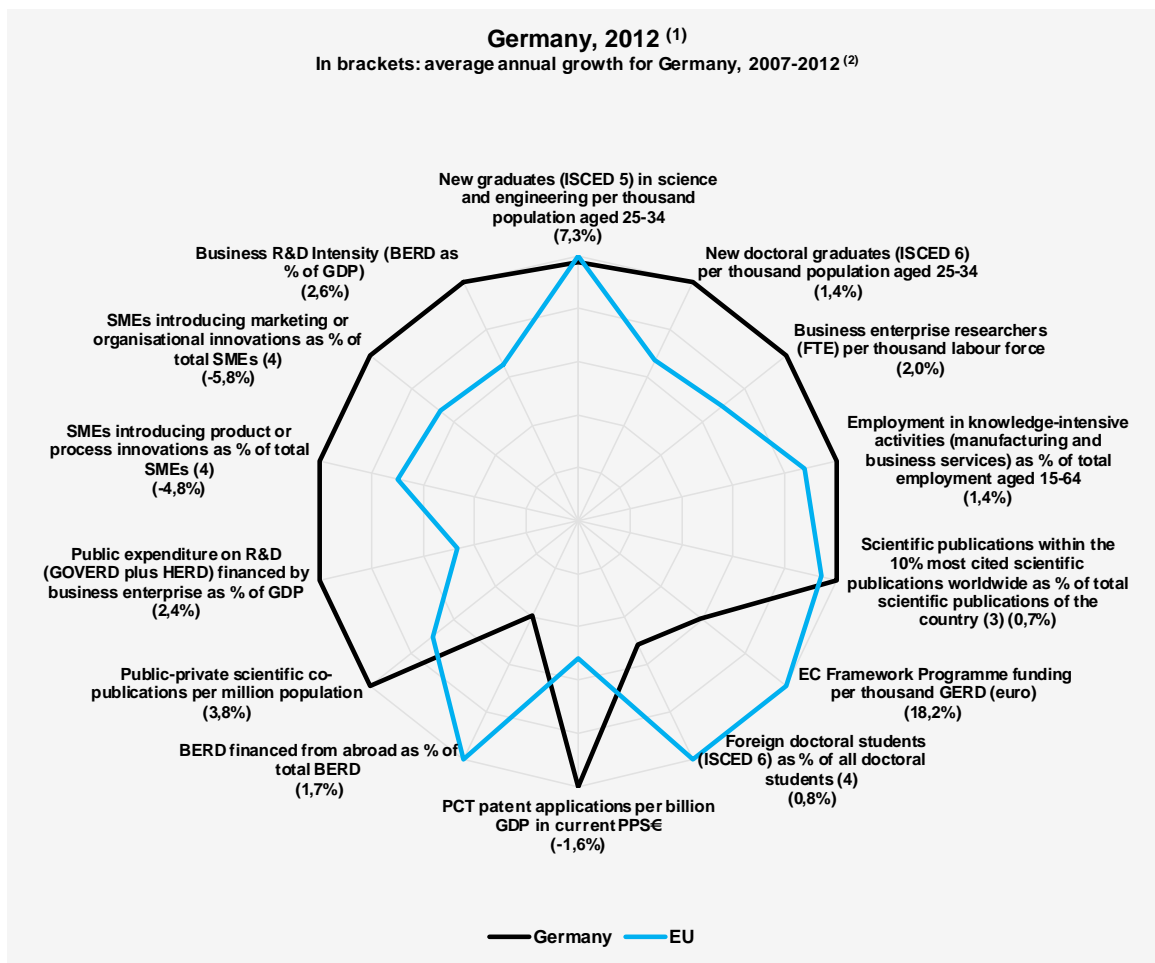 Germany, 2012 (1)
In brackets: average annual growth for Germany, 2007-2012 (2)
New graduates (ISCED 5) in science
and engineering per thousand
population aged 25-34
(7,3%)
New doctoral graduates (ISCED 6)
per thousand population aged 25-34
(1,4%)
Business enterprise researchers
(FTE) per thousand labour force
(2,0%)
Employment in knowledge-intensive
activities (manufacturing and
business services) as % of total
employment aged 15-64
(1,4%)
Scientific publications within the
10% most cited scientific
publications worldwide as % of total
scientific publications of the
country (3) (0,7%)
EC Framework Programme funding
per thousand GERD (euro)
(18,2%)
Foreign doctoral students
(ISCED 6) as % of all doctoral
students (4)
(0,8%)
PCT patent applications per billion
GDP in current PPS€
(-1,6%)
BERD financed from abroad as % of
total BERD
(1,7%)
Public-private scientific co-
publications per million population
(3,8%)
Public expenditure on R&D
(GOVERD plus HERD) financed by
business enterprise as % of GDP
(2,4%)
SMEs introducing product or
process innovations as % of total
SMEs (4)
(-4,8%)
SMEs introducing marketing or
organisational innovations as % of
total SMEs (4)
(-5,8%)
Business R&D Intensity (BERD as
% of GDP)
(2,6%)
Germany
EU